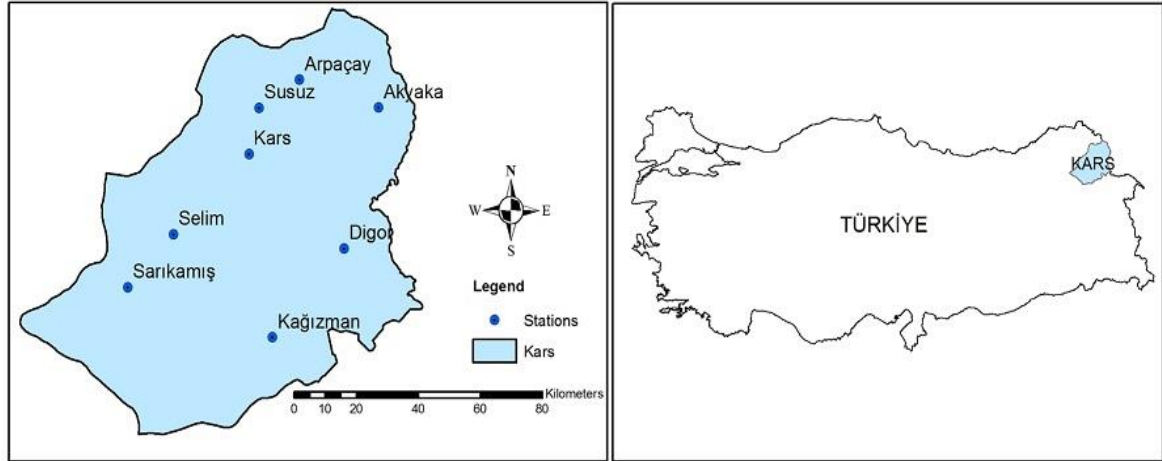 Arpaçay
Susuz
Akyaka
Kars
Selim
Digor
Sarıkamış
Kağızman
N
W
E
S
Legend
Stations
Kars
Kilometers
0 10 20 40 60 80
KARS
TÜRKİYE